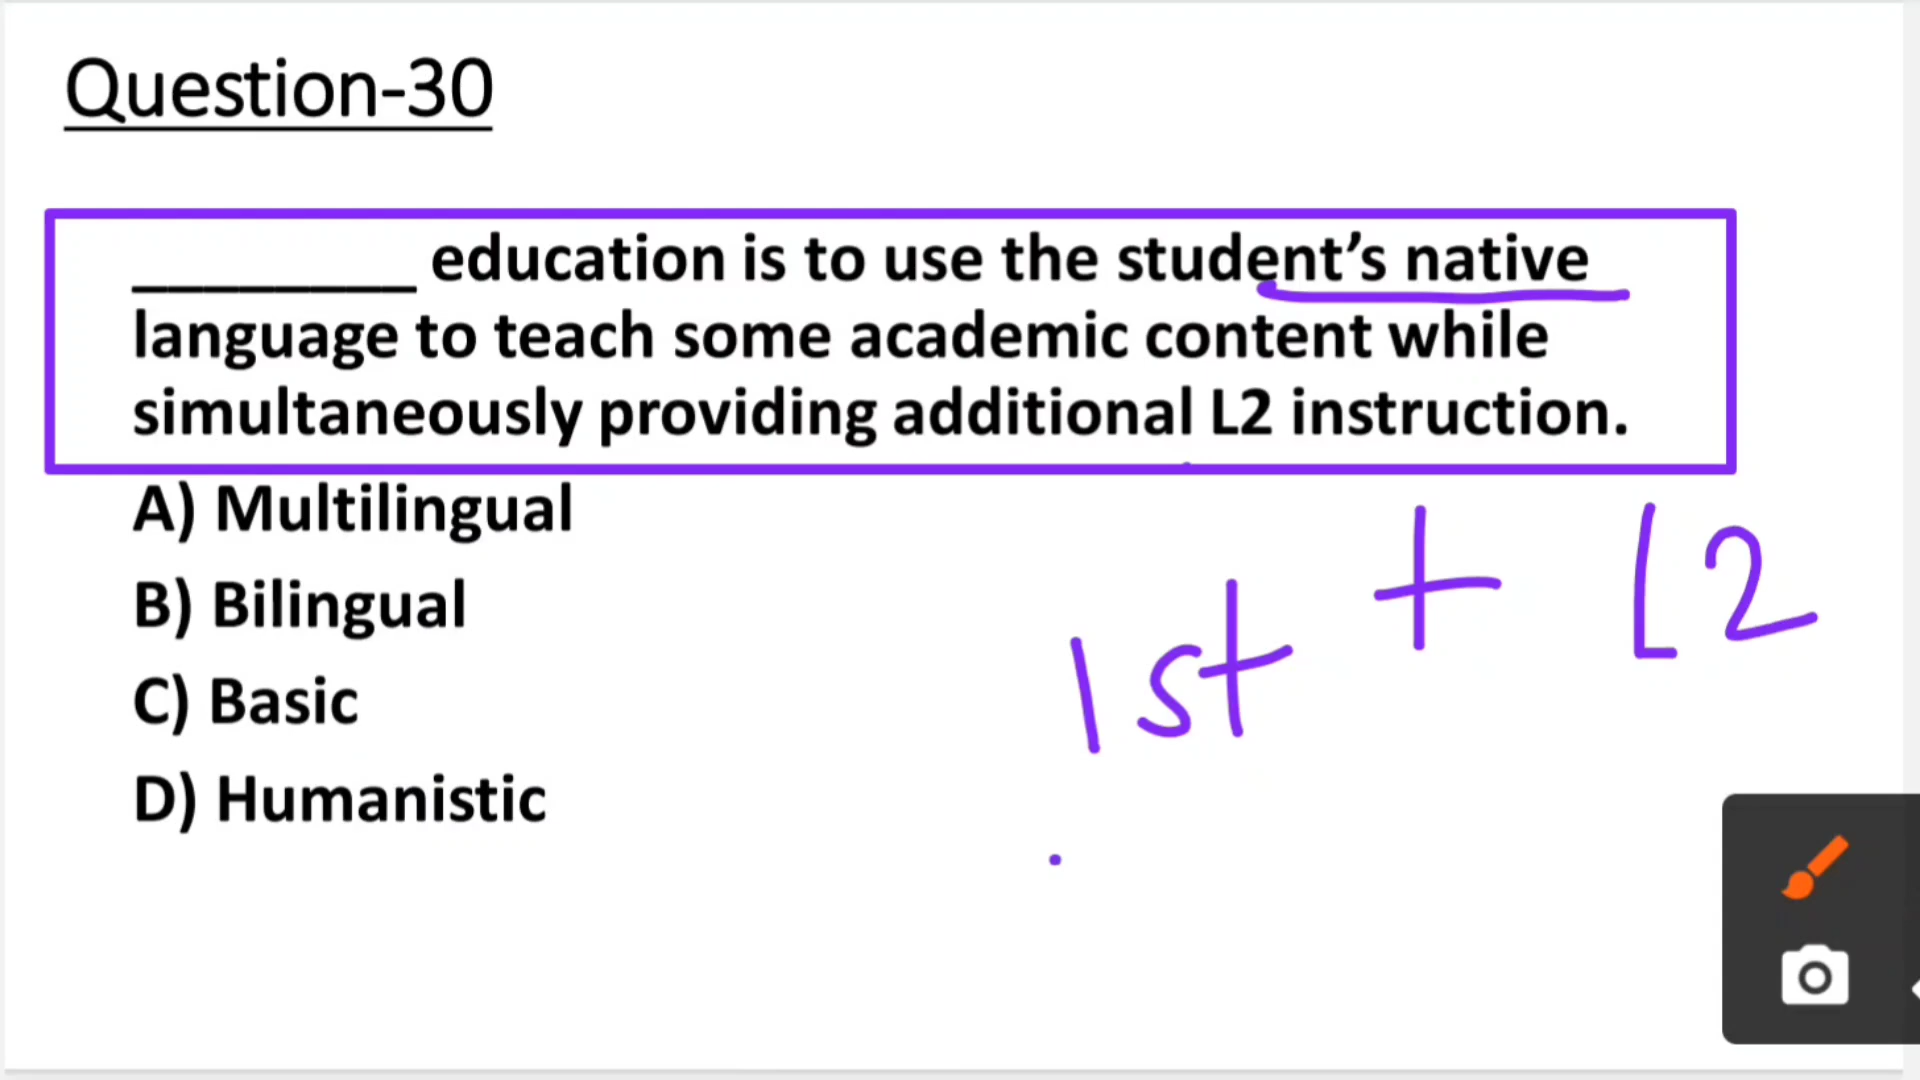 Question-30
________ education is to use the student’s native
language to teach some academic content while
simultaneously providing additional L2 instruction.
A) Multilingual
B) Bilingual
C) Basic
D) Humanistic
1st + L2